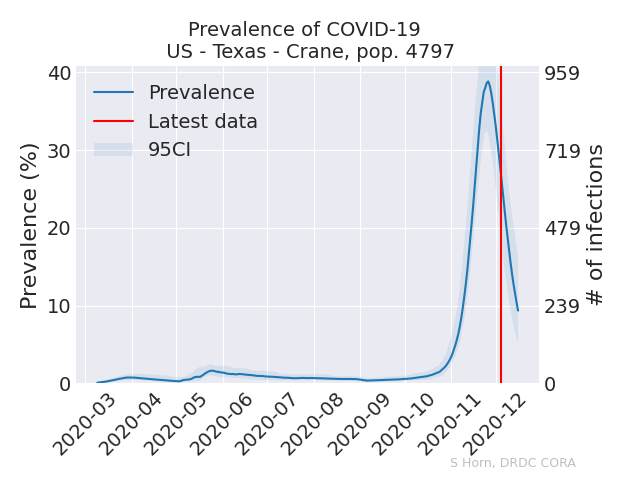 Prevalence of COVID-19
US - Texas - Crane, pop. 4797
40
30
20
10
0
Prevalence (%)
Prevalence
Latest data
95CI
959
719
479
239
0
# of infections
2020-03
2020-04
2020-05
2020-06
2020-07
2020-08
2020-09
2020-10
2020-11
2020-12
S Horn, DRDC CORA